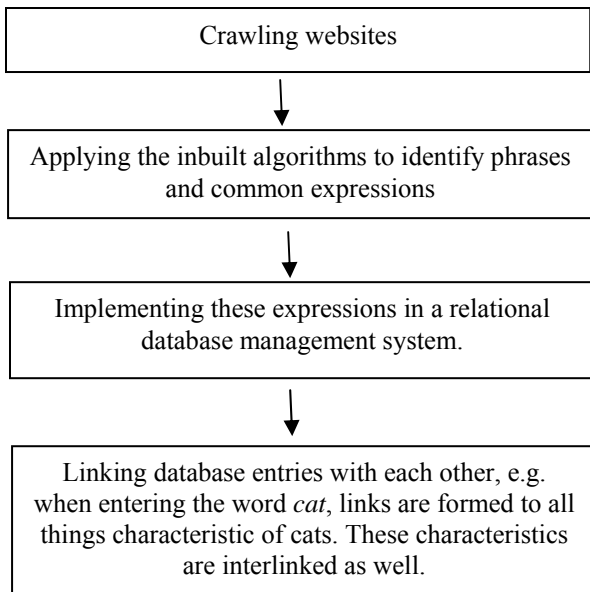 Crawling websites
Applying the inbuilt algorithms to identify phrases
and common expressions
Implementing these expressions in a relational
database management system.
Linking database entries with each other, e.g.
when entering the word cat, links are formed to all
things characteristic of cats. These characteristics
are interlinked as well.